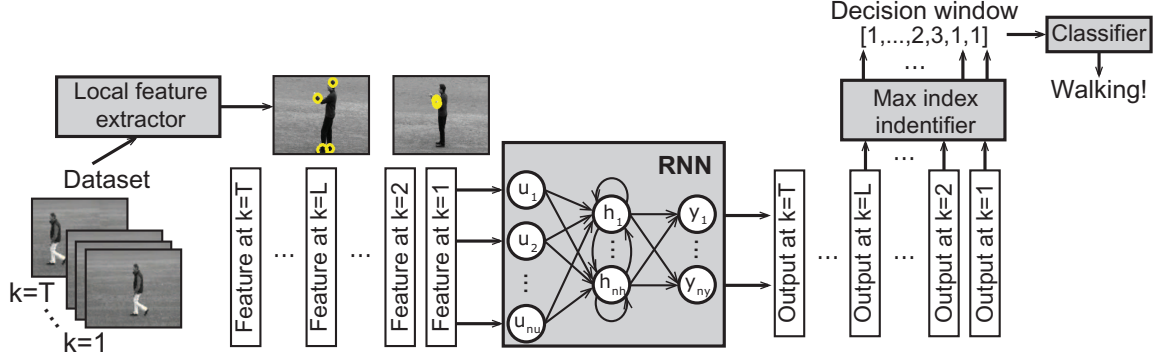 Decision window
[1,...,2,3,1,1]
Classifier
Walking!
Local feature
extractor
...
Max index
indentifier
Dataset
k=T
.....
k=1
Feature at k=T
...
Feature at k=L
...
Feature at k=2
Feature at k=1
RNN
u1
u2
...
unu
h1
...
hnh
y1
...
yny
Output at k=T
...
Output at k=L
...
...
Output at k=2
Output at k=1